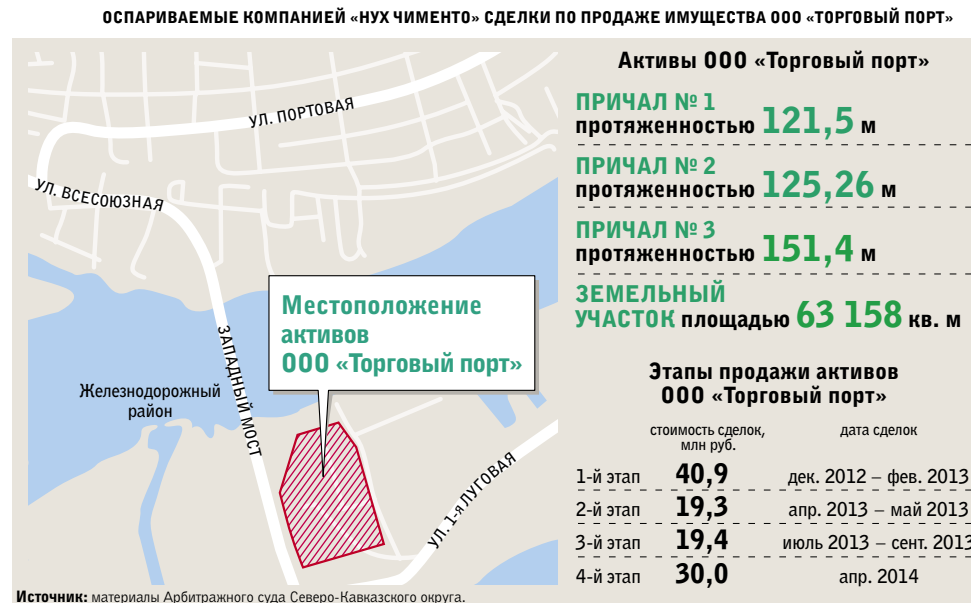 ОСПАРИВАЕМЫЕ КОМПАНИЕЙ «НУХ ЧИМЕНТО» СДЕЛКИ ПО ПРОДАЖЕ ИМУЩЕСТВА ООО «ТОРГОВЫЙ ПОРТ»
УЛ. ПОРТОВАЯ
УЛ. ВСЕСОЮЗНАЯ
ЗАПАДНЫЙ МОСТ
Местоположение
активов
ООО «Торговый порт»
Железнодорожный
район
УЛ. 1-я ЛУГОВАЯ
Активы ООО «Торговый порт»
ПРИЧАЛ № 1
протяженностью 121,5 м
ПРИЧАЛ № 2
протяженностью 125,26 м
ПРИЧАЛ № 3
протяженностью 151,4 м
ЗЕМЕЛЬНЫЙ
УЧАСТОК площадью 63 158 кв. м
Этапы продажи активов
ООО «Торговый порт»
стоимость сделок, дата сделок
млн руб.
1-й этап 40,9 дек. 2012 – фев. 2013
2-й этап 19,3 апр. 2013 – май 2013
3-й этап 19,4 июль 2013 – сент. 2013
4-й этап 30,0 апр. 2014
Источник: материалы Арбитражного суда Северо-Кавказского округа.